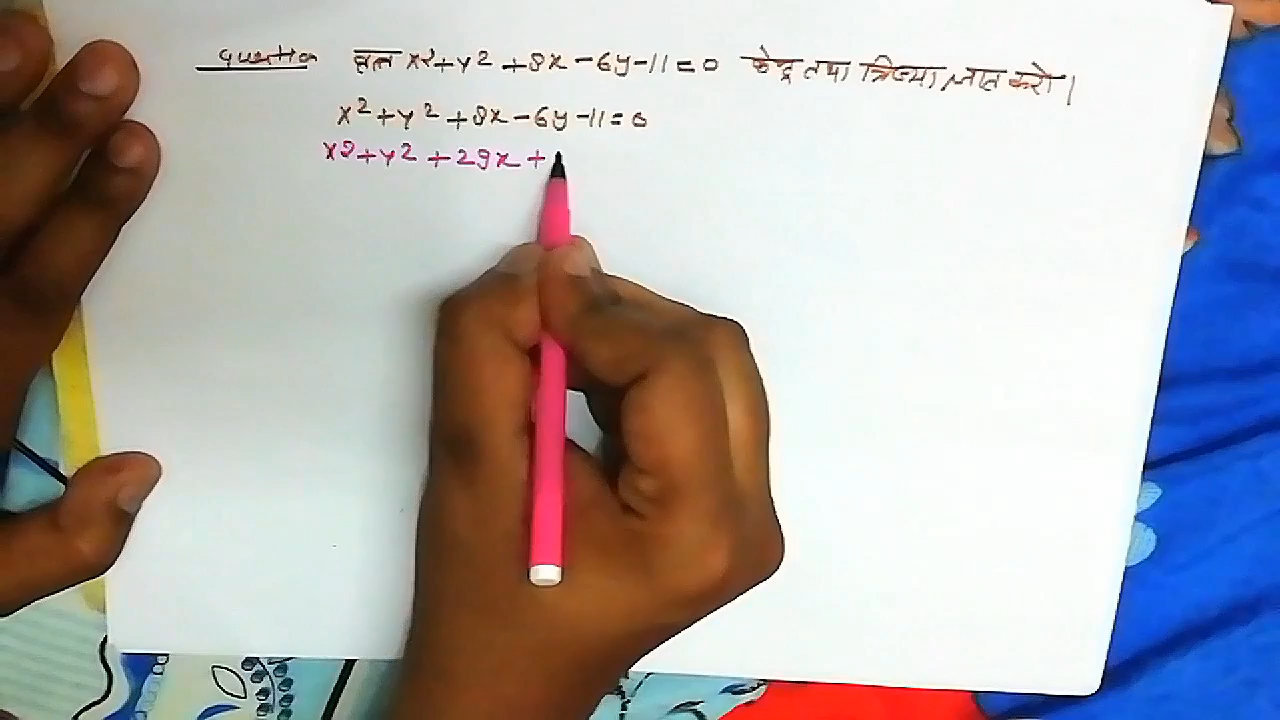 Question वृत्त x²+y²+8x-6y-11=0 केन्द्र तथा त्रिज्या ज्ञात करो।
x²+y²+8x-6y-11=0
x²+y²+2gx+